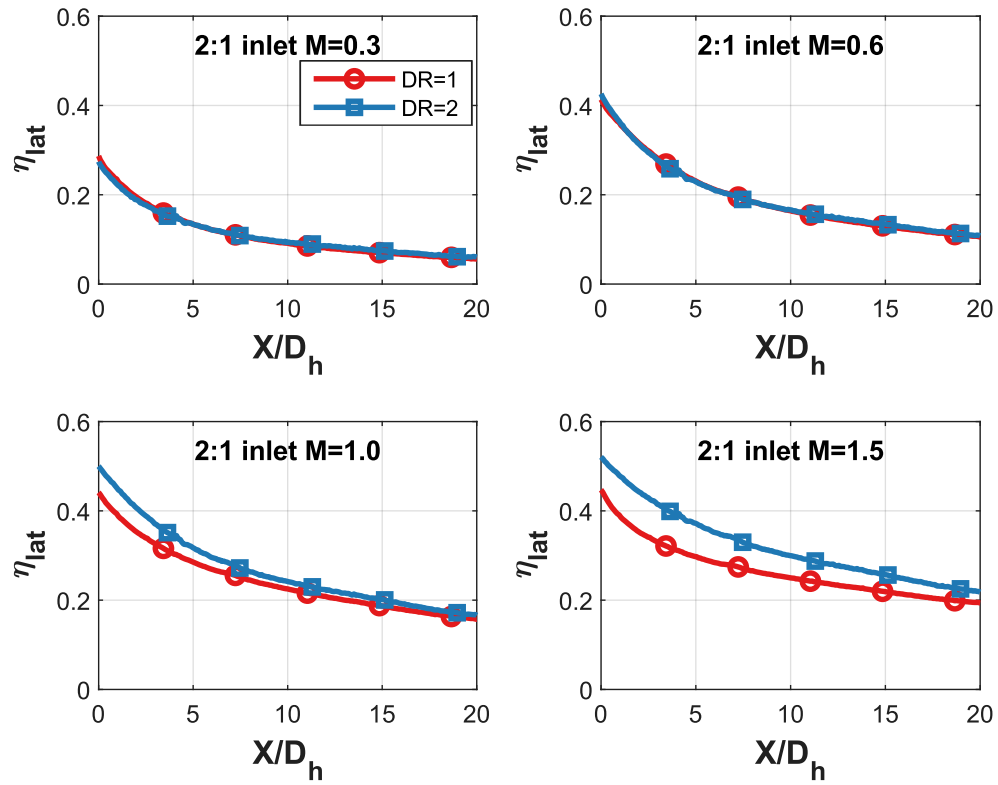 0.6
0.4
0.2
0
η_lat
2:1 inlet M=0.3
DR=1
DR=2
0 5 10 15 20
X/D_h
0.6
0.4
0.2
0
η_lat
2:1 inlet M=0.6
0 5 10 15 20
X/D_h
0.6
0.4
0.2
0
η_lat
2:1 inlet M=1.0
0 5 10 15 20
X/D_h
0.6
0.4
0.2
0
η_lat
2:1 inlet M=1.5
0 5 10 15 20
X/D_h